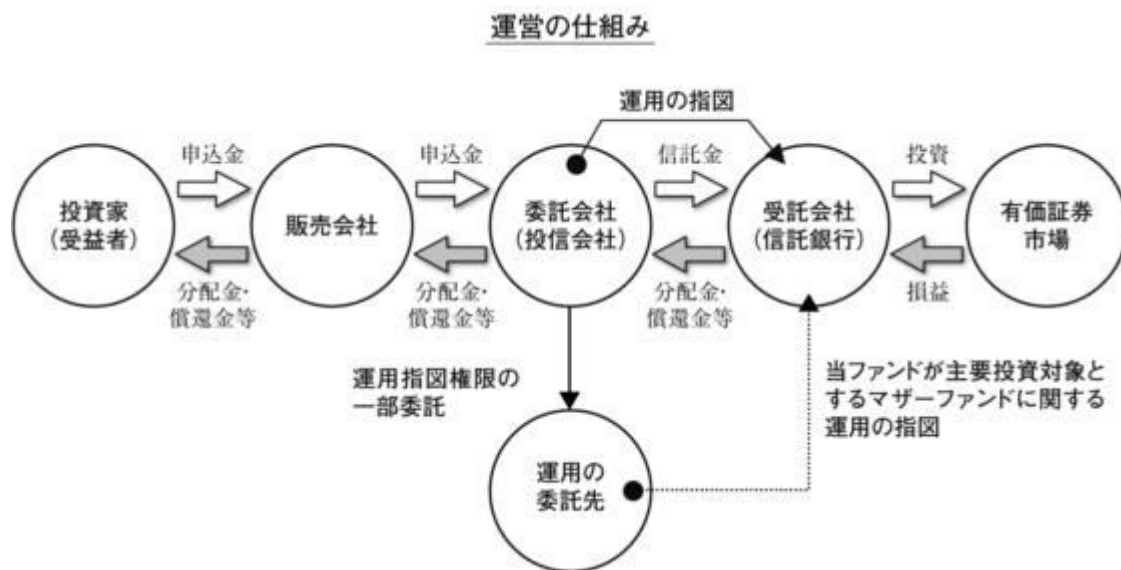 運営の仕組み
運用の指図
申込金
申込金
信託金
投資
投資家
(受益者)
販売会社
委託会社
(投信会社)
受託会社
(信託銀行)
有価証券
市場
分配金・
償還金等
分配金・
償還金等
分配金・
償還金等
損益
運用指図権限の
一部委託
当ファンドが主要投資対象と
するマザーファンドに関する
運用の指図
運用の
委託先